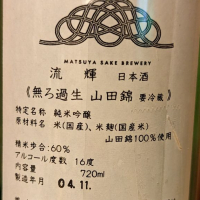 MATSUYA SAKE BREWERY
流 輝 日本酒
《無ろ過生 山田錦 要冷蔵》
特定名称 純米吟醸
原材料名 米(国産)、米麹(国産米)
山田錦100%使用
精米歩合:60%
アルコール度数 16度
内容量 720ml
製造年月 04.11.